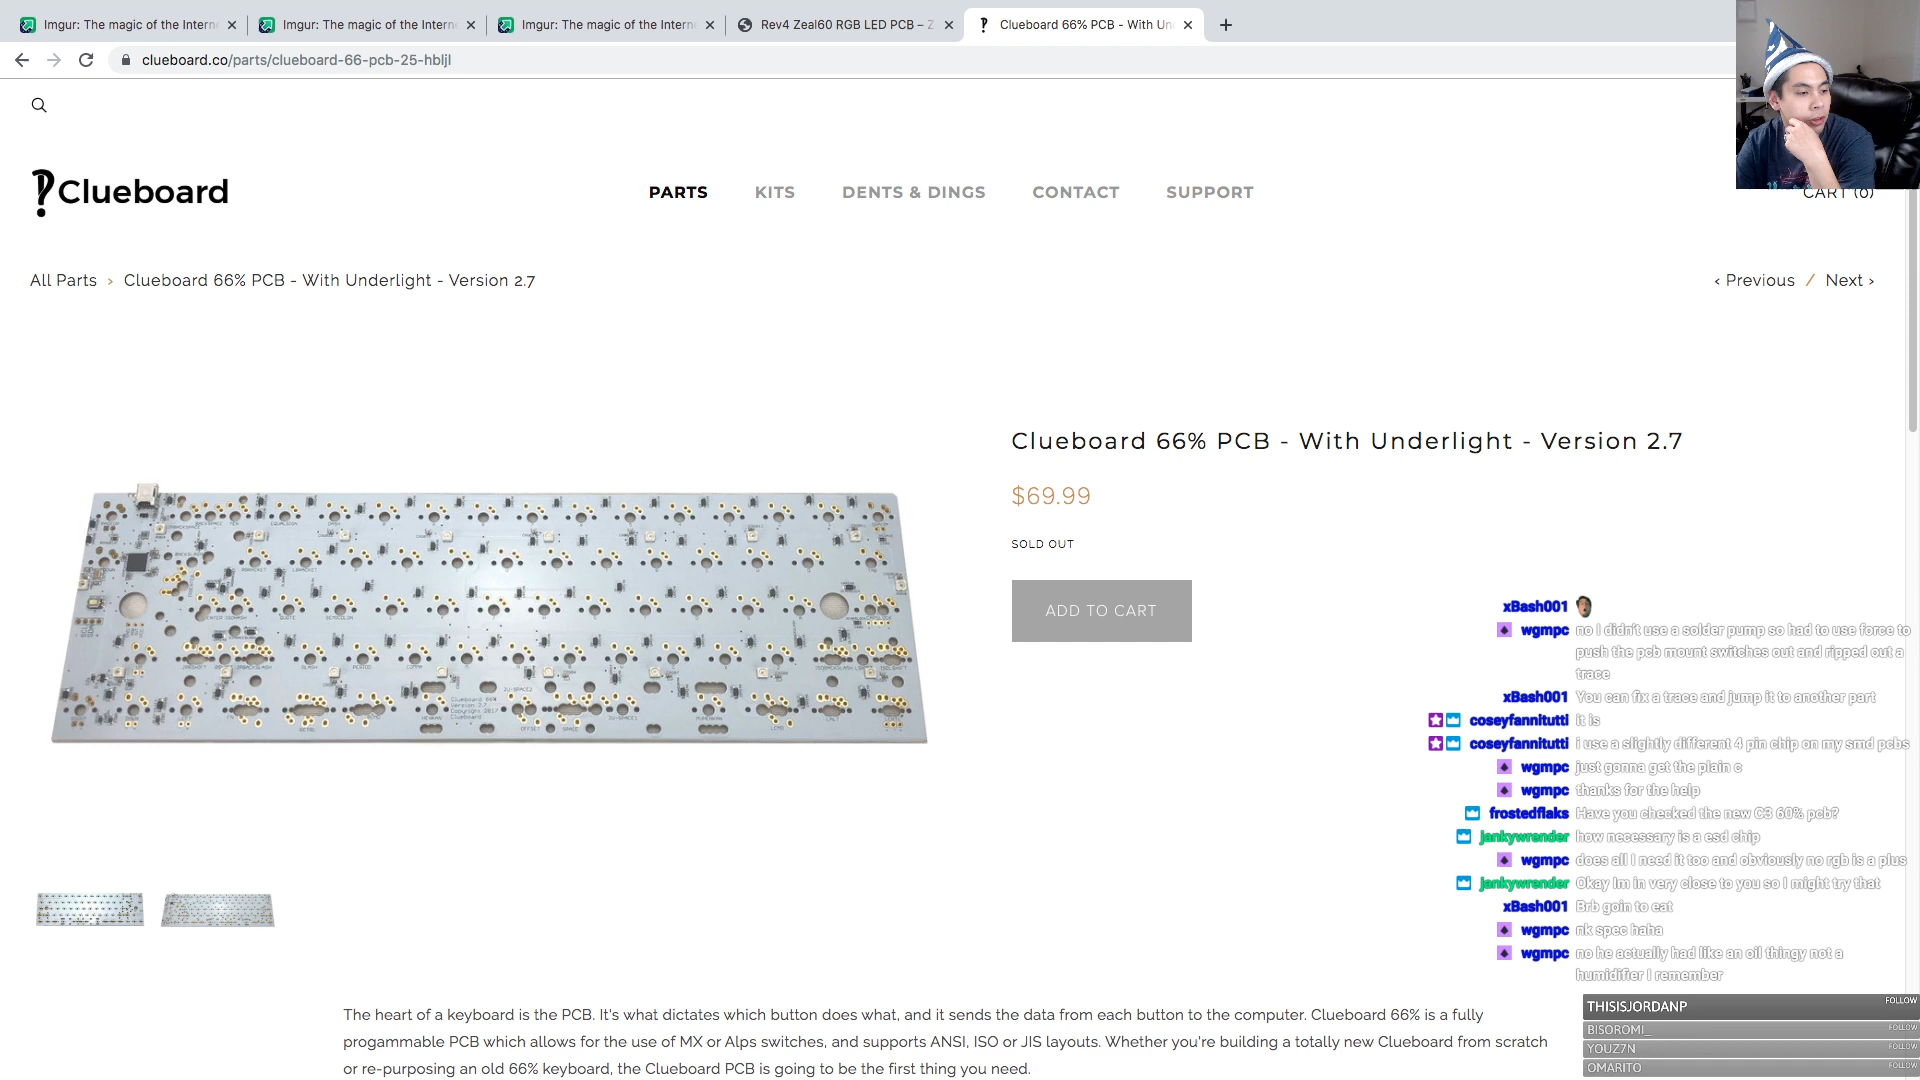 Imgur: The magic of the Intern
Imgur: The magic of the Intern
Imgur: The magic of the Intern
Rev4 Zeal60 RGB LED PCB – Z
Clueboard 66% PCB - With Un
clueboard.co/parts/clueboard-66-pcb-25-hbljl
Clueboard
PARTS
KITS
DENTS & DINGS
CONTACT
SUPPORT
CART (0)
All Parts › Clueboard 66% PCB - With Underlight - Version 2.7
‹ Previous / Next ›
Clueboard 66% PCB - With Underlight - Version 2.7
$69.99
SOLD OUT
ADD TO CART
xBash001
wgmpc no I didn't use a solder pump so had to use force to
push the pcb mount switches out and ripped out a
trace
xBash001 You can fix a trace and jump it to another part
coseyfannitutti it is
coseyfannitutti i use a slightly different 4 pin chip on my smd pcbs
wgmpc just gonna get the plain c
wgmpc thanks for the help
frostedflaks Have you checked the new C3 60% pcb?
jankywrender how necessary is a esd chip
wgmpc does all I need it too and obviously no rgb is a plus
jankywrender Okay Im in very close to you so I might try that
xBash001 Brb goin to eat
wgmpc nk spec haha
wgmpc no he actually had like an oil thingy not a
humidifier I remember
The heart of a keyboard is the PCB. It's what dictates which button does what, and it sends the data from each button to the computer. Clueboard 66% is a fully
progammable PCB which allows for the use of MX or Alps switches, and supports ANSI, ISO or JIS layouts. Whether you're building a totally new Clueboard from scratch
or re-purposing an old 66% keyboard, the Clueboard PCB is going to be the first thing you need.
THISISJORDANP FOLLOW
BISOROMI_ FOLLOW
YOUZ7N FOLLOW
OMARITO FOLLOW